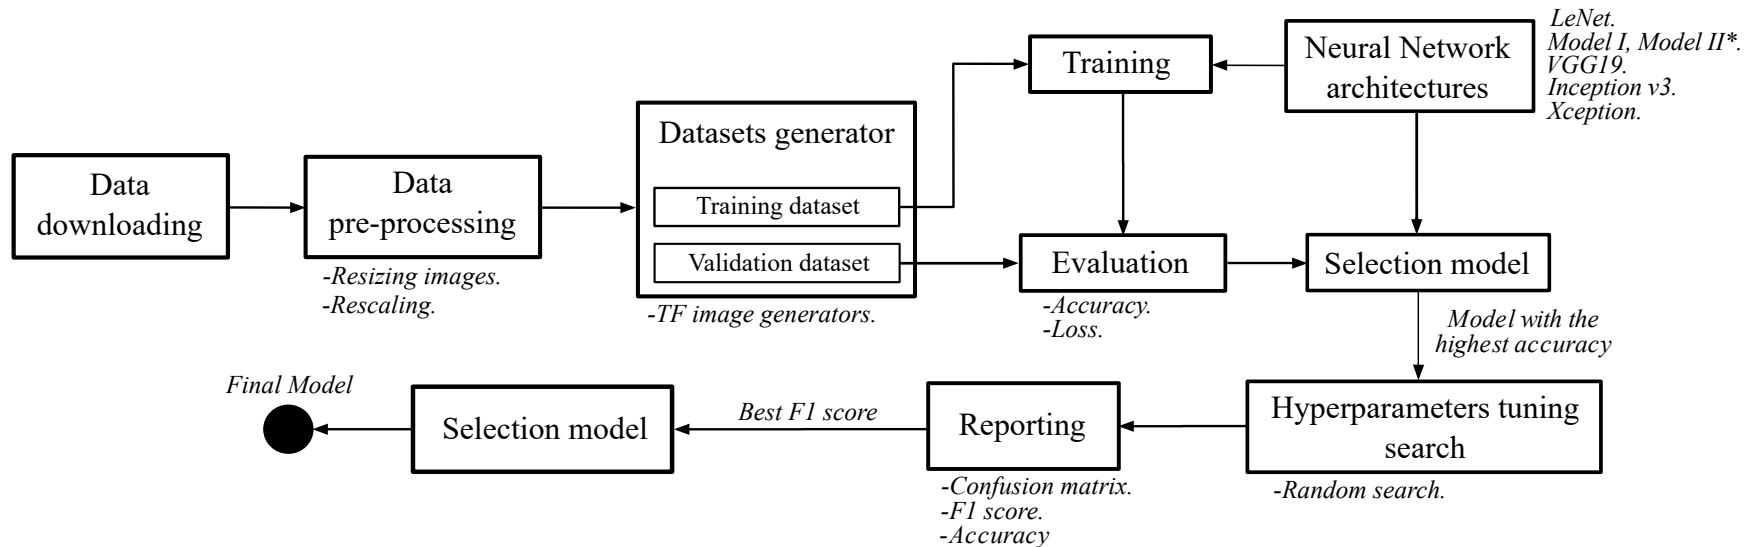 Data
downloading
Data
pre-processing
-Resizing images.
-Rescaling.
Datasets generator
Training dataset
Validation dataset
-TF image generators.
Training
Neural Network
architectures
LeNet.
Model I, Model II*.
VGG19.
Inception v3.
Xception.
Evaluation
-Accuracy.
-Loss.
Selection model
Model with the
highest accuracy
Hyperparameters tuning
search
-Random search.
Reporting
-Confusion matrix.
-F1 score.
-Accuracy
Best F1 score
Selection model
Final Model